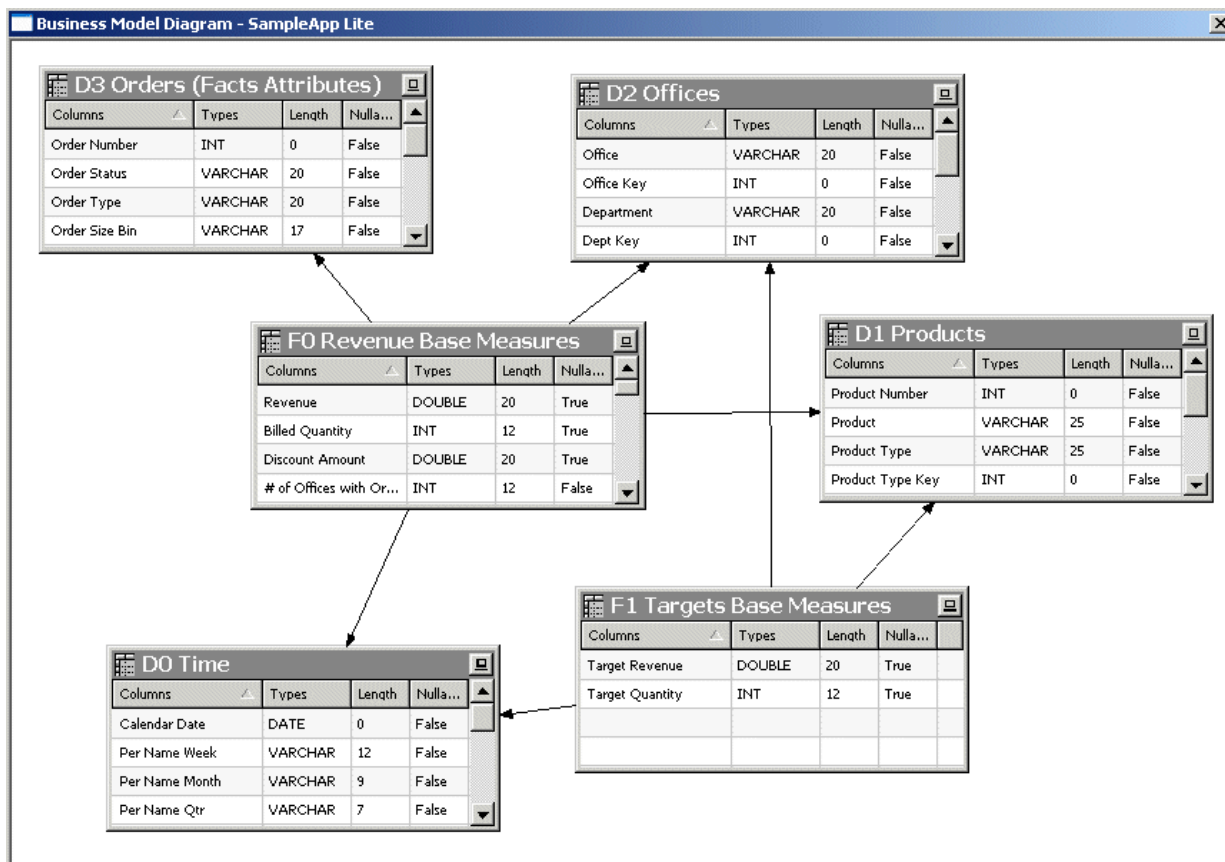 Business Model Diagram - SampleApp Lite
D3 Orders (Facts Attributes)
Columns Types Length Nulla...
Order Number INT 0 False
Order Status VARCHAR 20 False
Order Type VARCHAR 20 False
Order Size Bin VARCHAR 17 False
D2 Offices
Columns Types Length Nulla...
Office VARCHAR 20 False
Office Key INT 0 False
Department VARCHAR 20 False
Dept Key INT 0 False
F0 Revenue Base Measures
Columns Types Length Nulla...
Revenue DOUBLE 20 True
Billed Quantity INT 12 True
Discount Amount DOUBLE 20 True
# of Offices with Or... INT 12 False
D1 Products
Columns Types Length Nulla...
Product Number INT 0 False
Product VARCHAR 25 False
Product Type VARCHAR 25 False
Product Type Key INT 0 False
F1 Targets Base Measures
Columns Types Length Nulla...
Target Revenue DOUBLE 20 True
Target Quantity INT 12 True
D0 Time
Columns Types Length Nulla...
Calendar Date DATE 0 False
Per Name Week VARCHAR 12 False
Per Name Month VARCHAR 9 False
Per Name Qtr VARCHAR 7 False